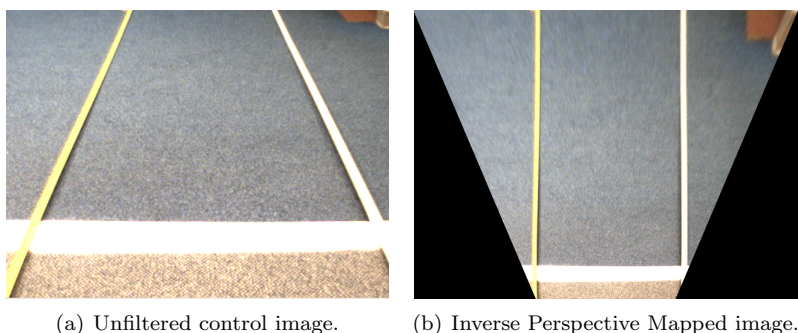 (a) Unfiltered control image.
(b) Inverse Perspective Mapped image.